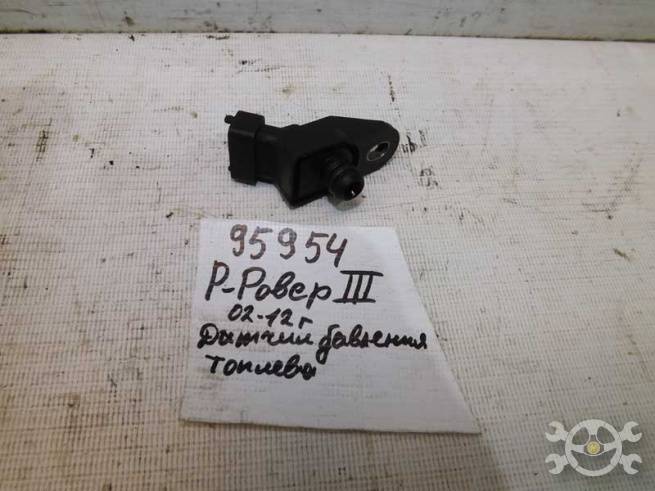 95954
Р-Ровер III
02-12г
Датчик давления
топлива